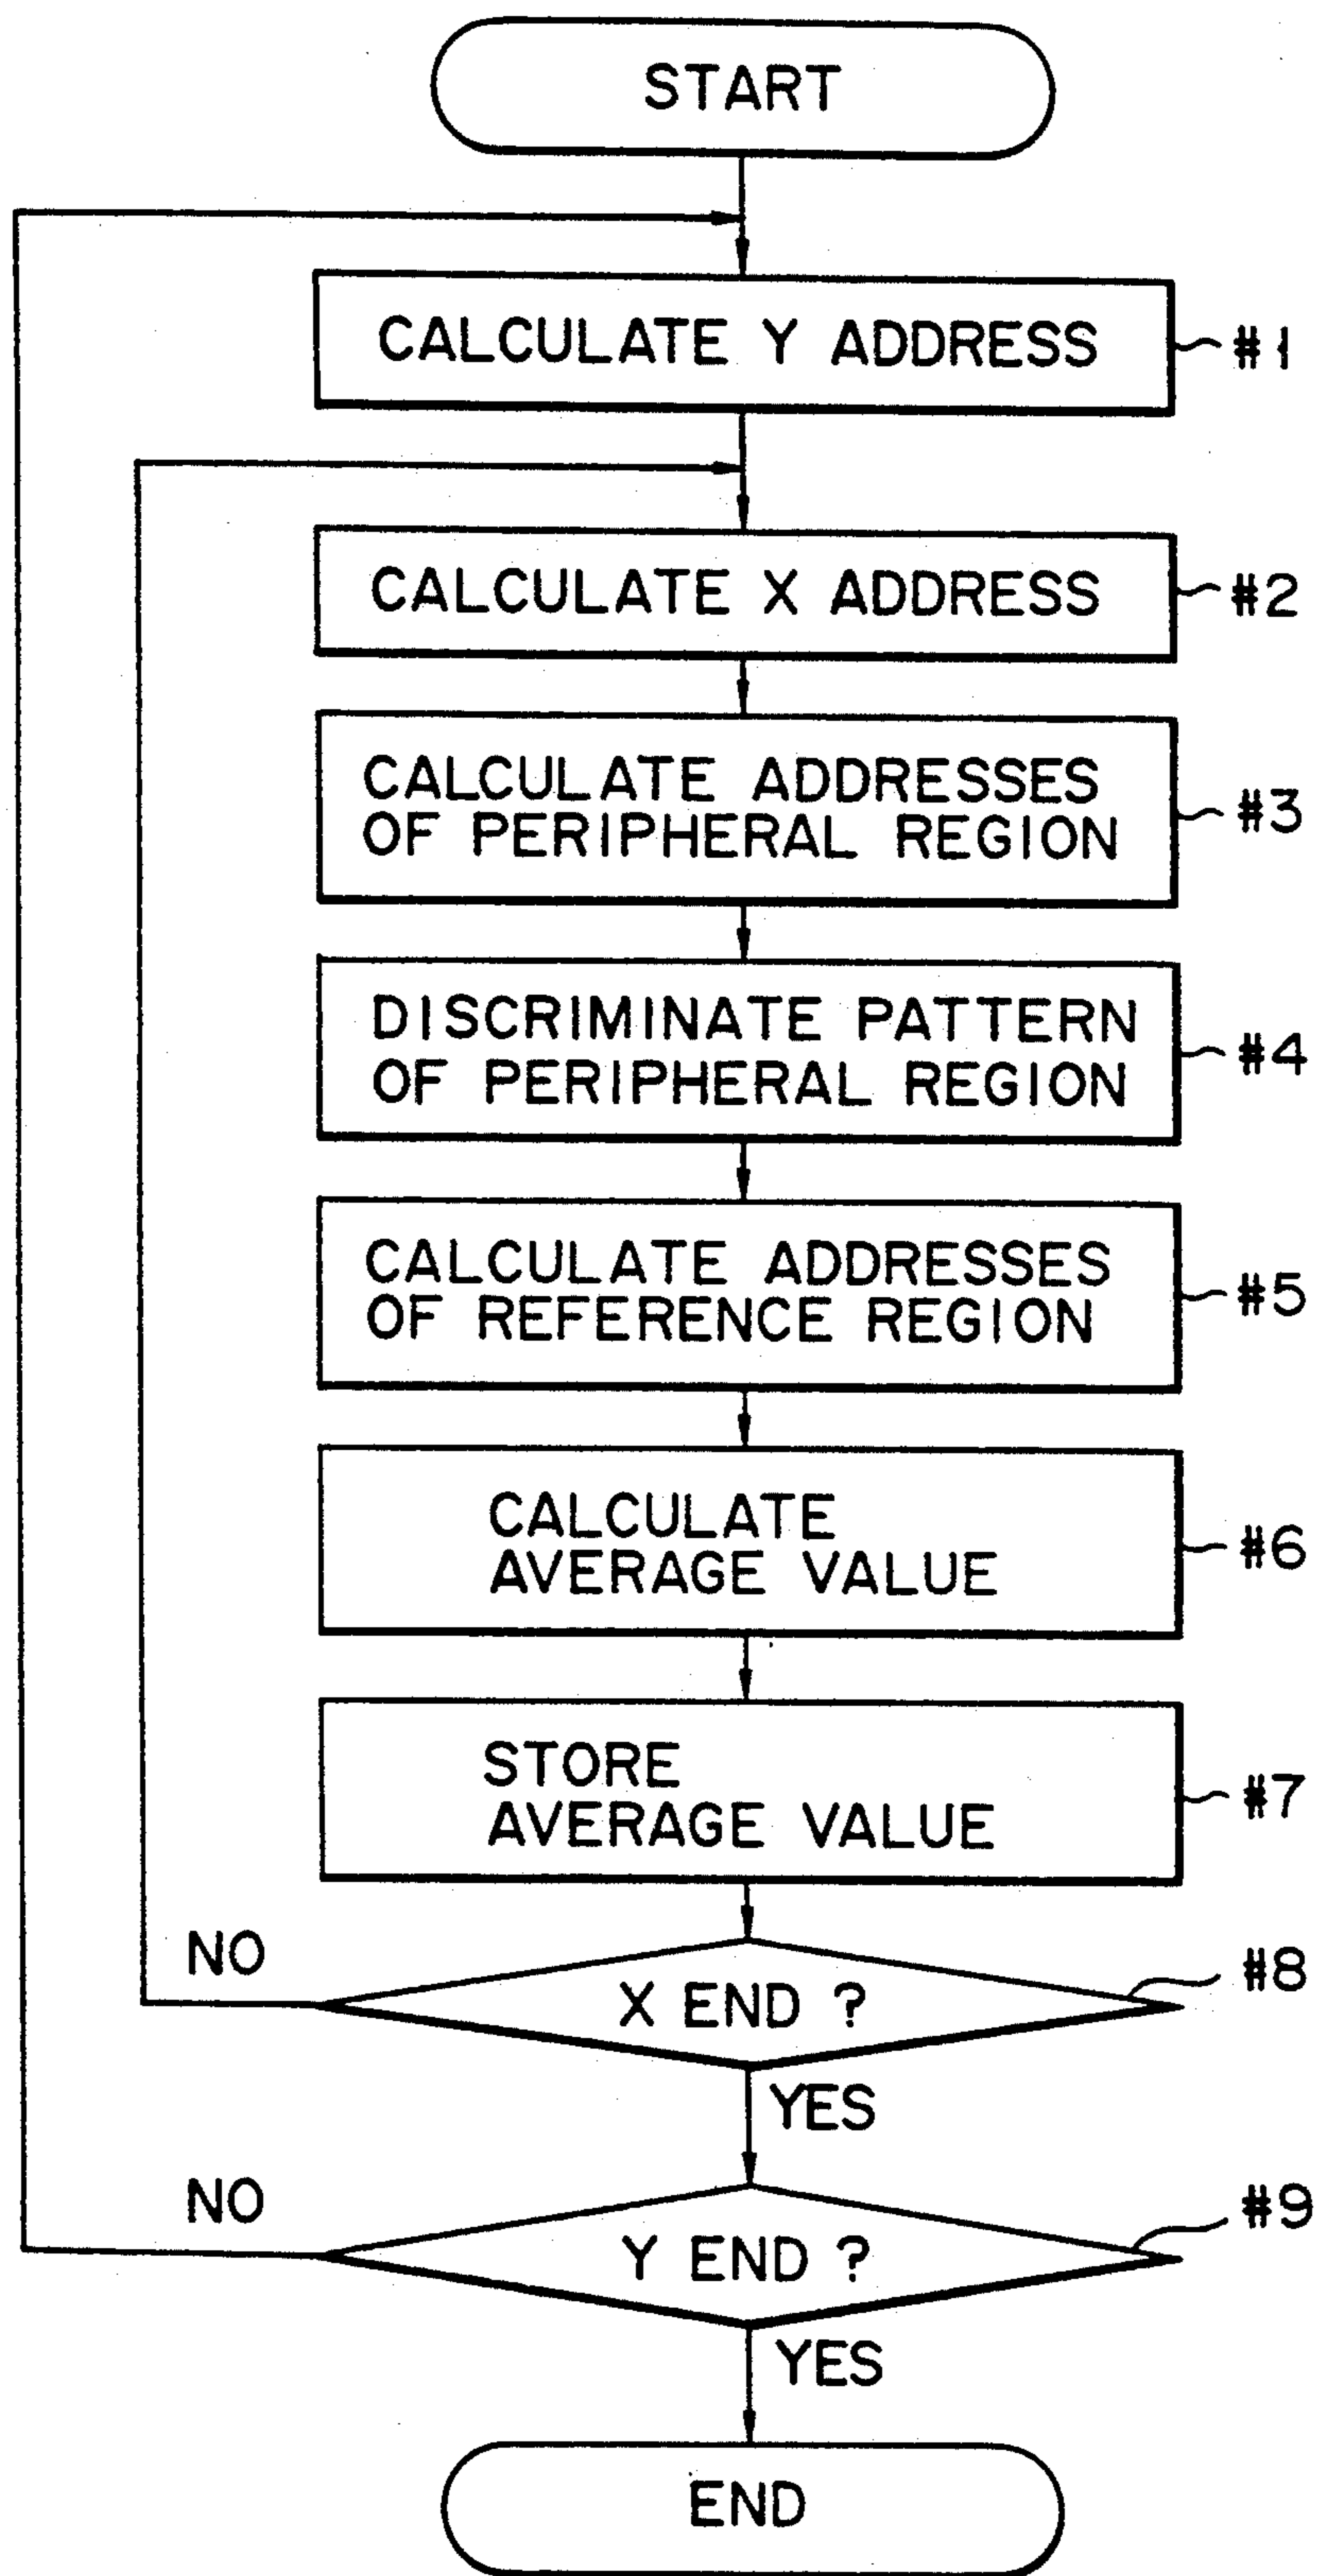 START
CALCULATE Y ADDRESS
#1
CALCULATE X ADDRESS
#2
CALCULATE ADDRESSES
OF PERIPHERAL REGION
#3
DISCRIMINATE PATTERN
OF PERIPHERAL REGION
#4
CALCULATE ADDRESSES
OF REFERENCE REGION
#5
CALCULATE
AVERAGE VALUE
#6
STORE
AVERAGE VALUE
#7
NO
X END ?
#8
YES
NO
Y END ?
#9
YES
END